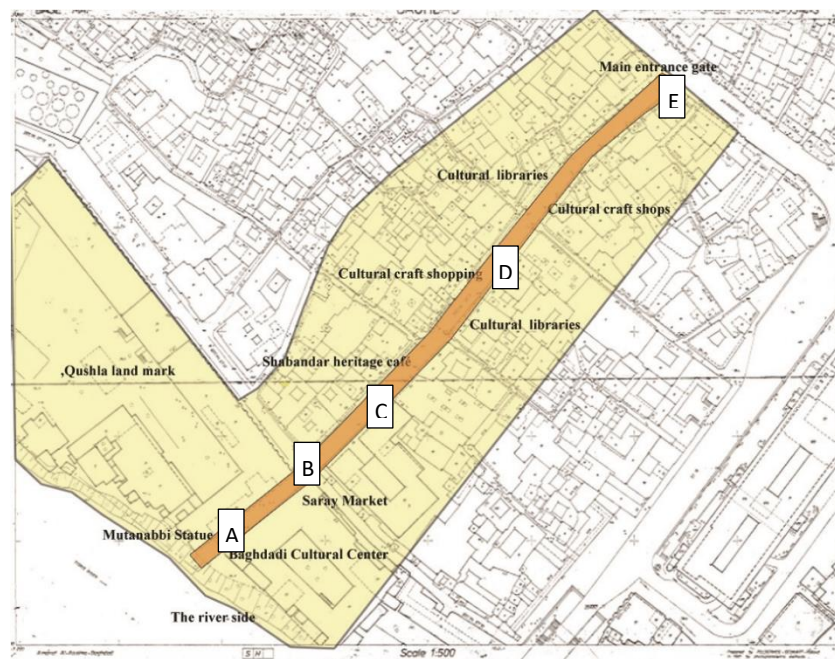 Main entrance gate
E
Cultural libraries
Cultural craft shops
D
Cultural craft shopping
Cultural libraries
Shabandar heritage café
,Qushla land mark
C
B
Saray Market
A
Mutanabbi Statue
Baghdadi Cultural Center
The river side
Scale 1:500